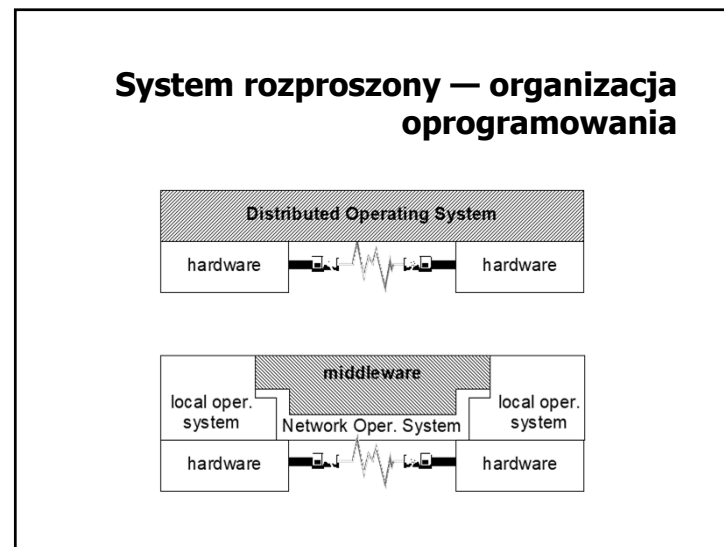 System rozproszony — organizacja
oprogramowania
Distributed Operating System
hardware
hardware
middleware
local oper.
system
Network Oper. System
local oper.
system
hardware
hardware